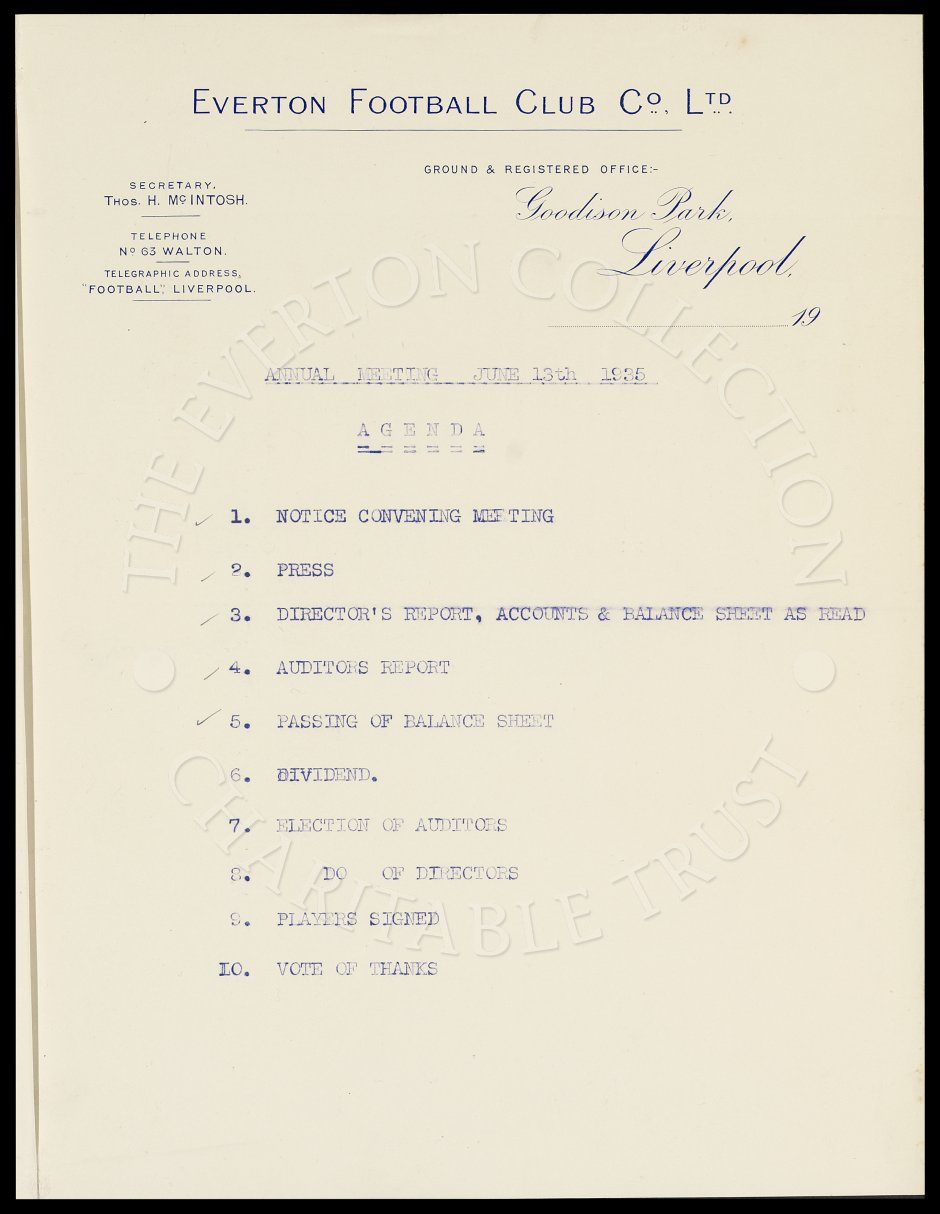 EVERTON FOOTBALL CLUB Cº., LTD.
GROUND & REGISTERED OFFICE:-
Goodison Park,
Liverpool,
19
SECRETARY,
THOS. H. McINTOSH.
TELEPHONE
Nº 63 WALTON.
TELEGRAPHIC ADDRESS,
"FOOTBALL", LIVERPOOL.
ANNUAL MEETING JUNE 13th 1935
AGENDA
1. NOTICE CONVENING MEETING
2. PRESS
3. DIRECTOR'S REPORT, ACCOUNTS & BALANCE SHEET AS READ
4. AUDITORS REPORT
5. PASSING OF BALANCE SHEET
6. DIVIDEND.
7. ELECTION OF AUDITORS
8. DO OF DIRECTORS
9. PLAYERS SIGNED
10. VOTE OF THANKS
THE EVERTON COLLECTION
CHARITABLE TRUST